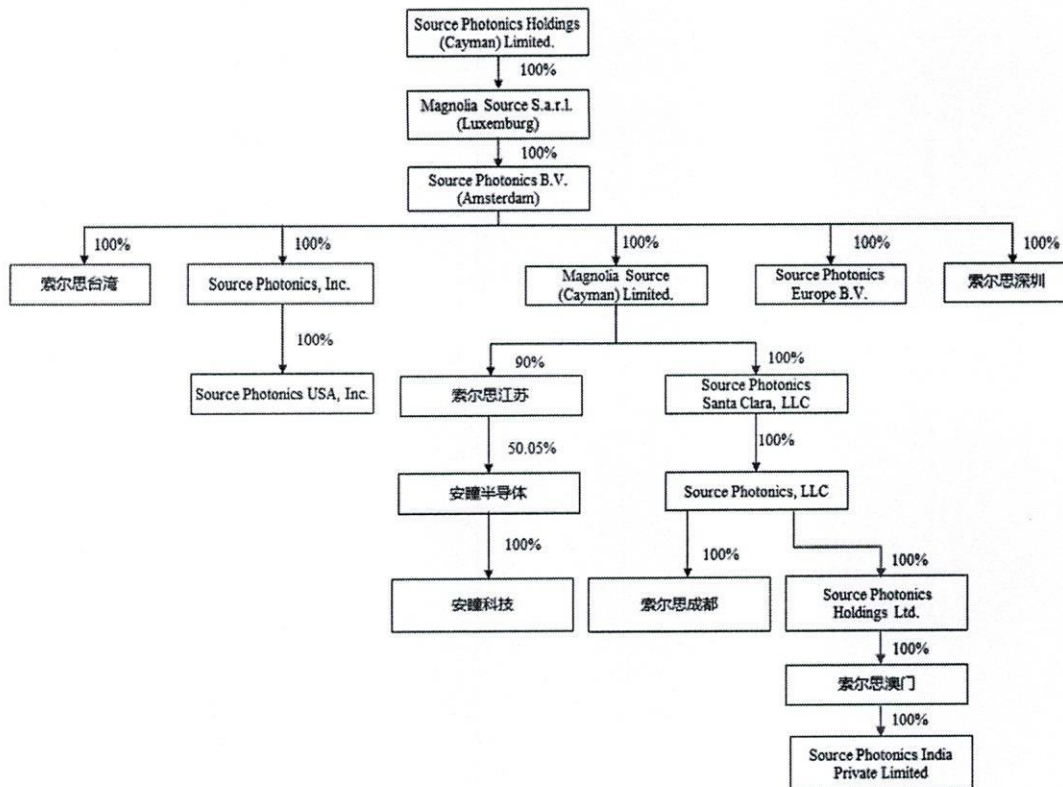 Source Photonics Holdings
(Cayman) Limited.
100%
Magnolia Source S.a.r.l.
(Luxemburg)
100%
Source Photonics B.V.
(Amsterdam)
100%
100%
100%
100%
100%
索尔思台湾
Source Photonics, Inc.
Magnolia Source
(Cayman) Limited.
Source Photonics
Europe B.V.
索尔思深圳
100%
90%
100%
Source Photonics USA, Inc.
索尔思江苏
Source Photonics
Santa Clara, LLC
50.05%
100%
安瞳半导体
Source Photonics, LLC
100%
100%
100%
安瞳科技
索尔思成都
Source Photonics
Holdings Ltd.
100%
索尔思澳门
100%
Source Photonics India
Private Limited